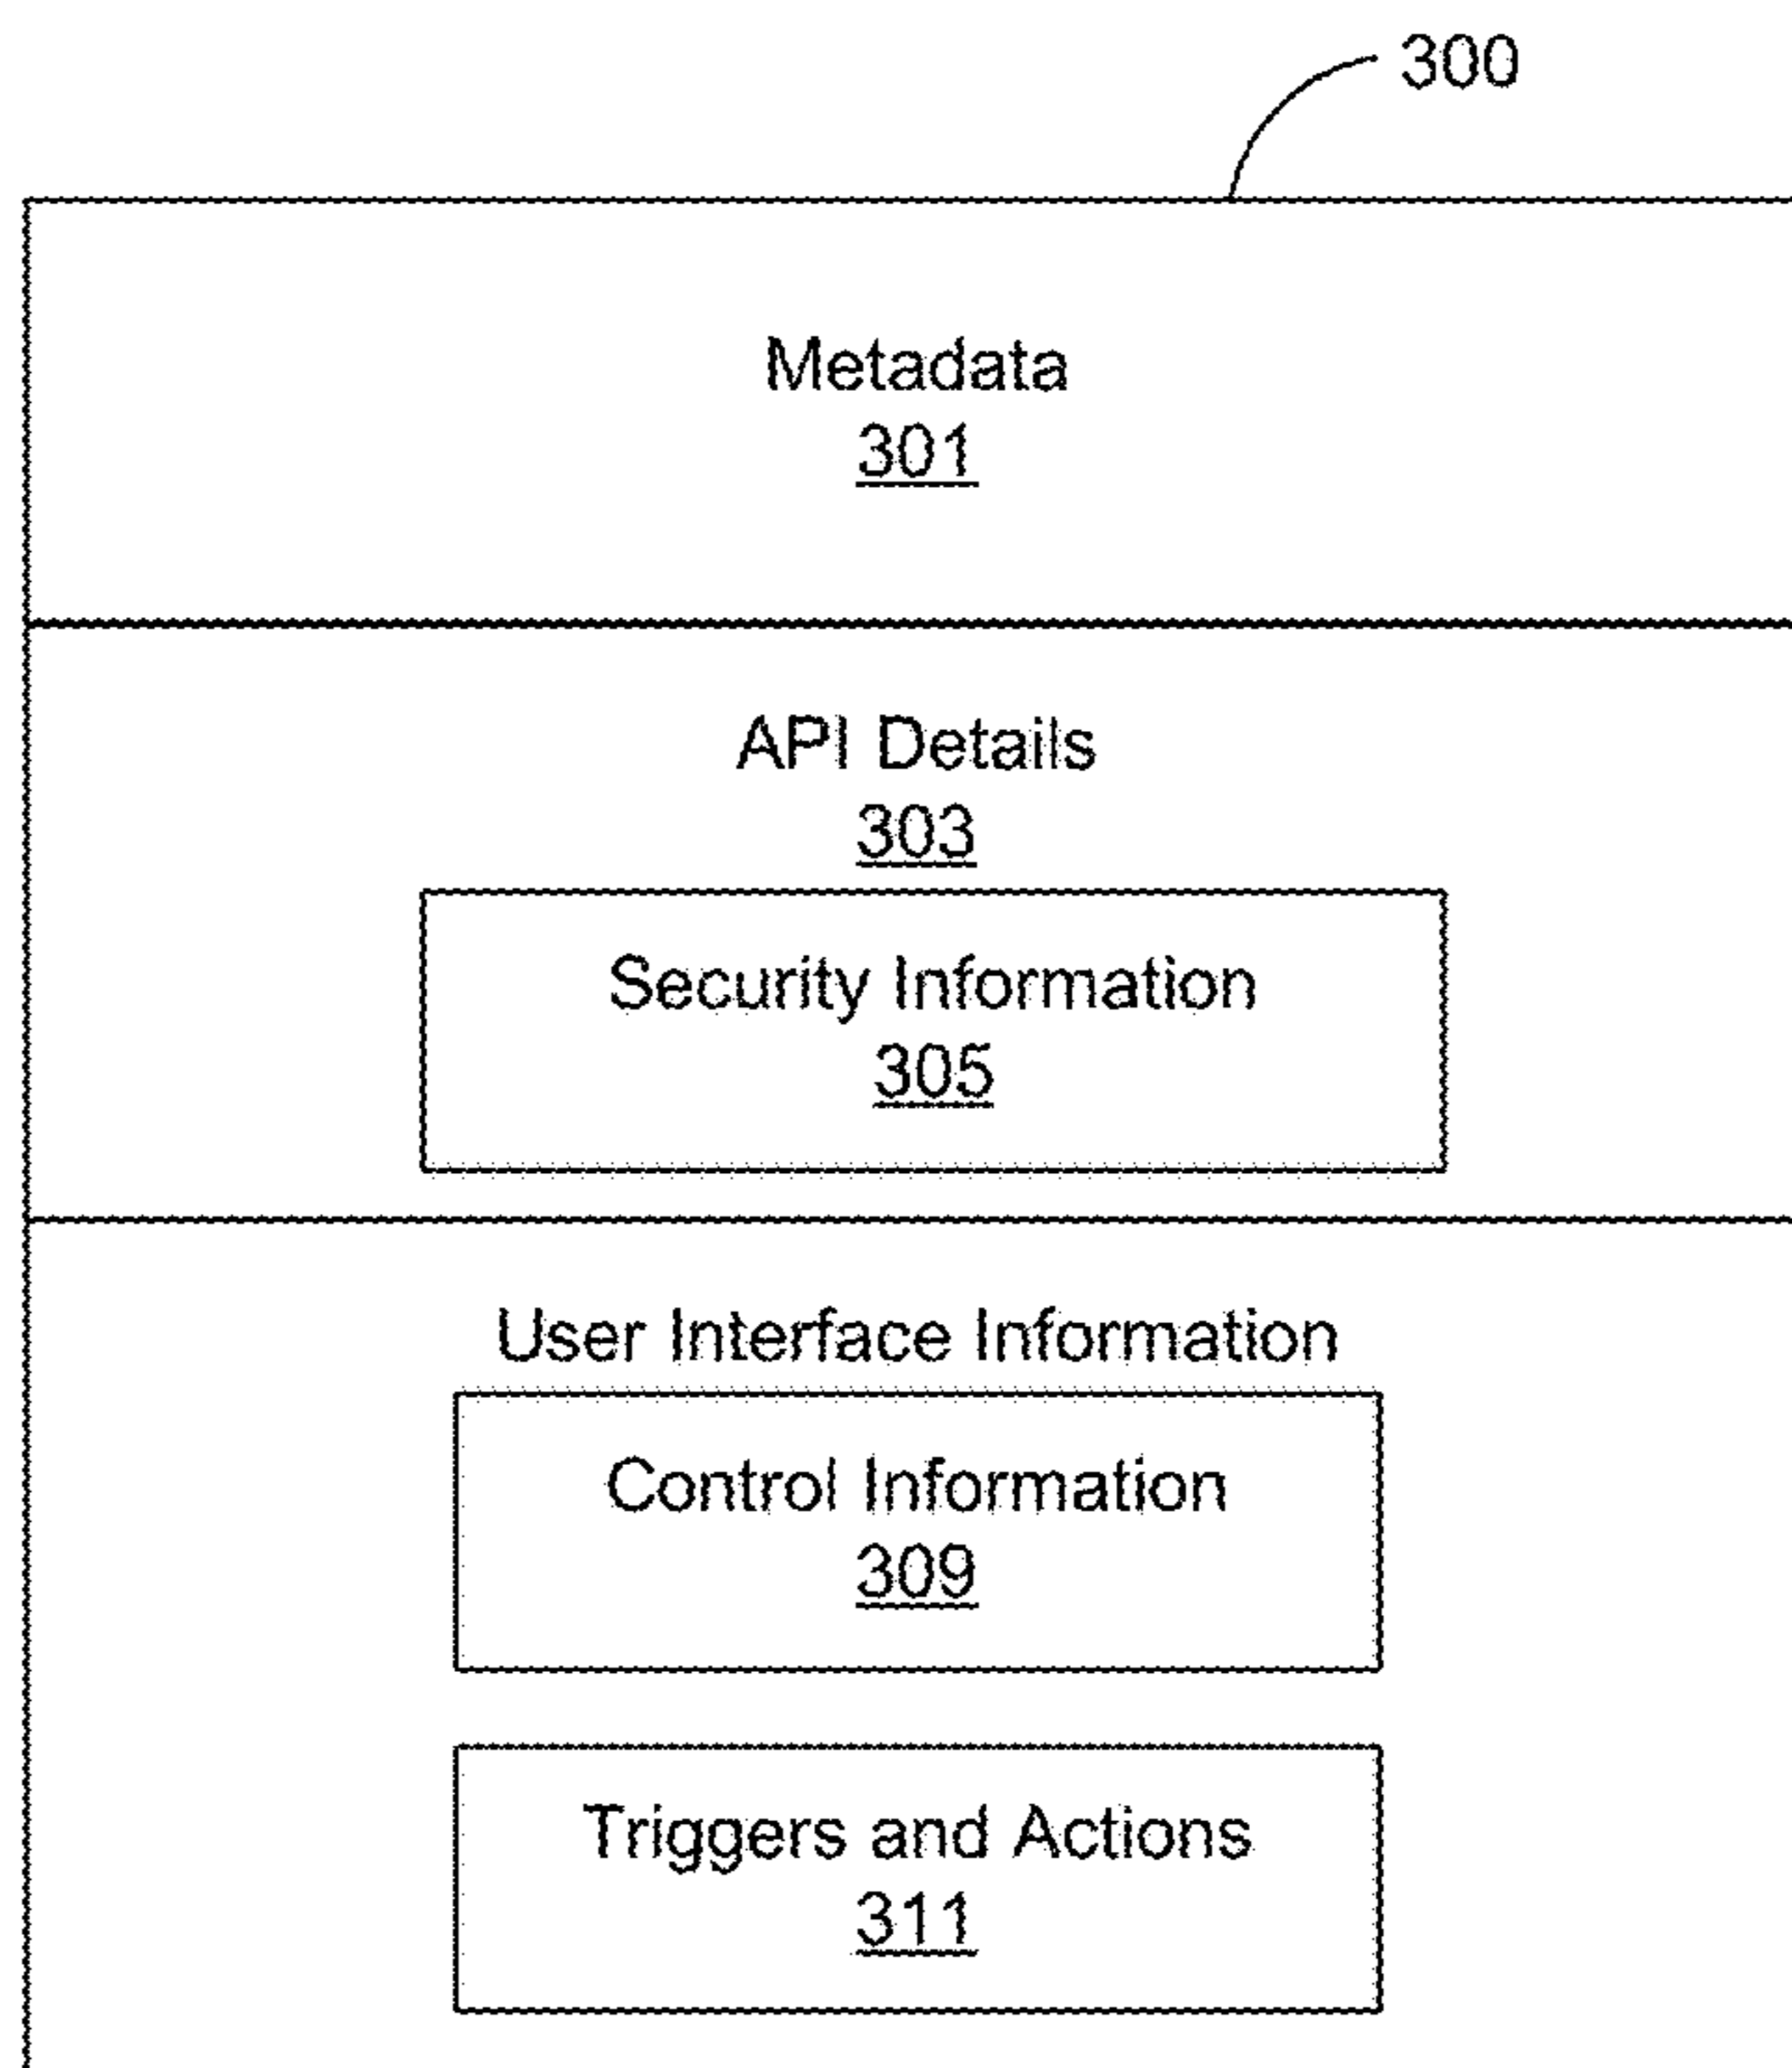 300
Metadata
301
API Details
303
Security Information
305
User Interface Information
Control Information
309
Triggers and Actions
311